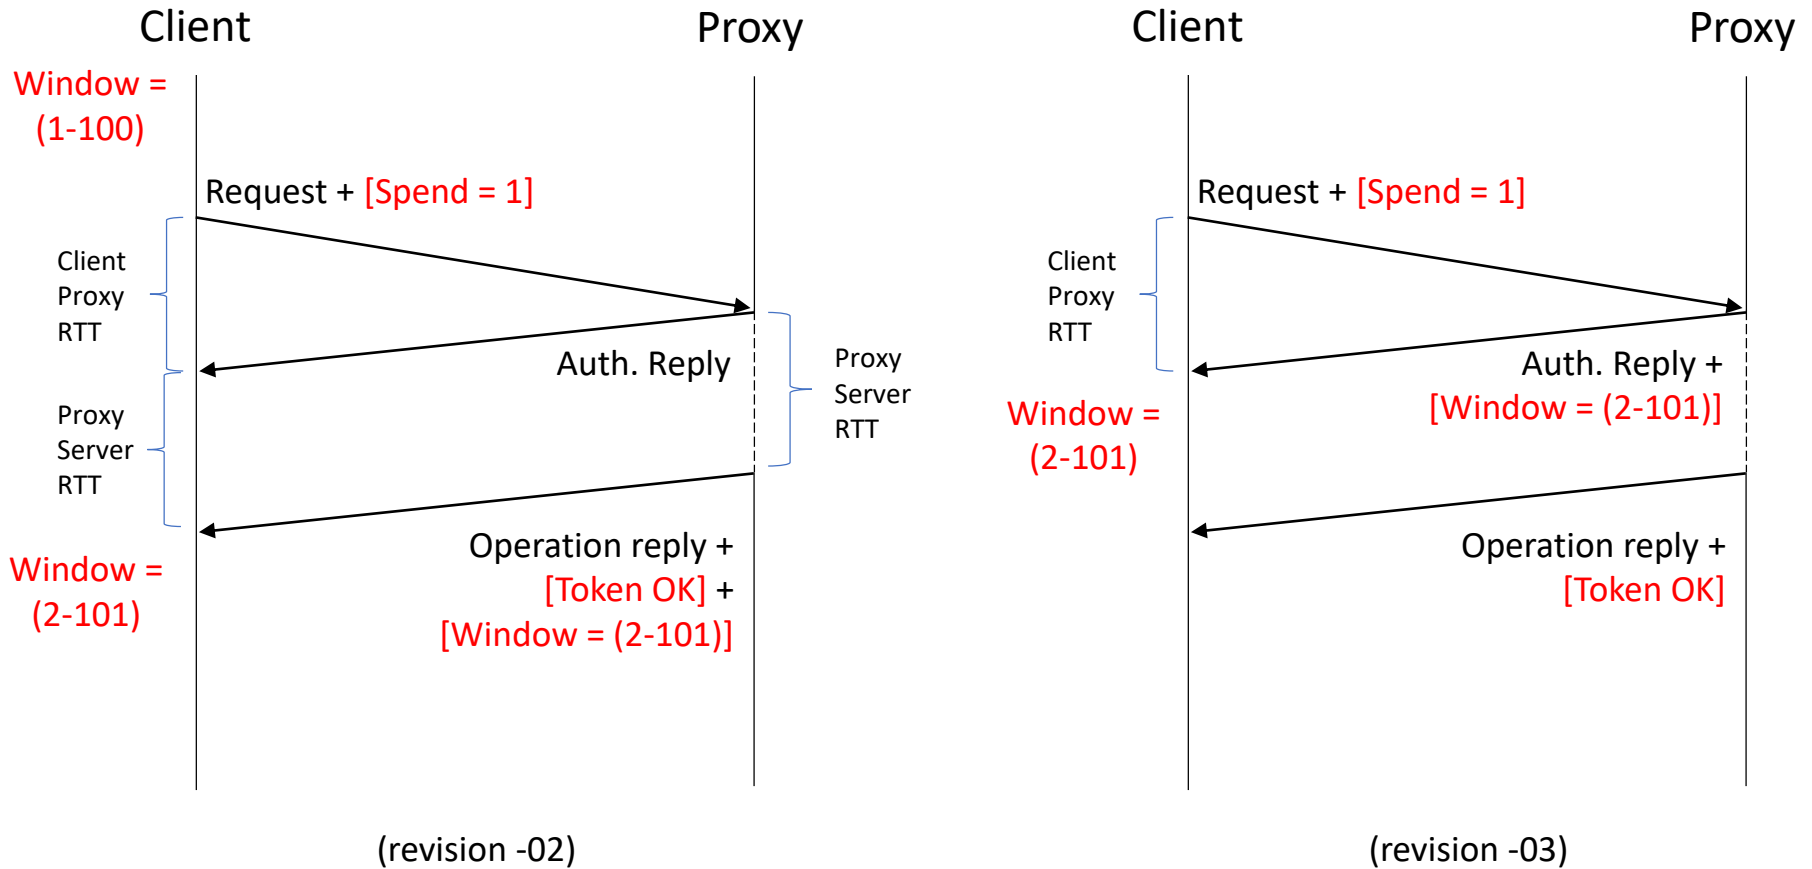 Client
Proxy
Window =
(1-100)
Request + [Spend = 1]
Client
Proxy
RTT
Auth. Reply
Proxy
Server
RTT
Proxy
Server
RTT
Operation reply +
[Token OK] +
[Window = (2-101)]
Window =
(2-101)
(revision -02)
Client
Proxy
Request + [Spend = 1]
Client
Proxy
RTT
Auth. Reply +
[Window = (2-101)]
Window =
(2-101)
Operation reply +
[Token OK]
(revision -03)